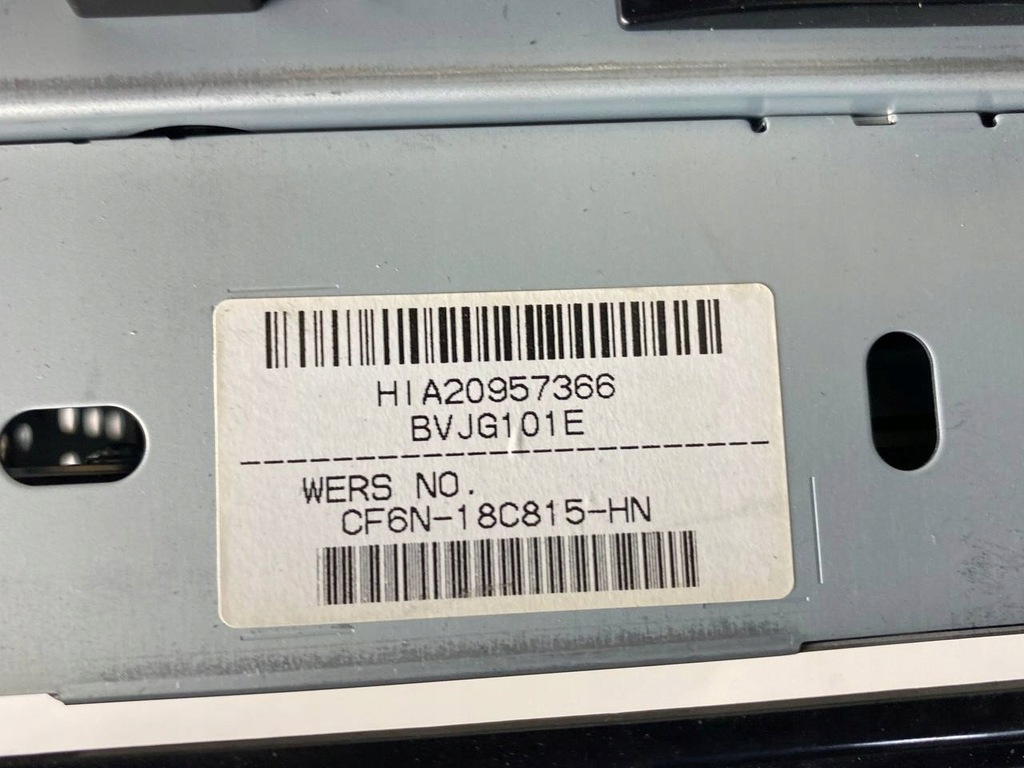 HIA20957366
BVJG101E
WERS NO.
CF6N-18C815-HN